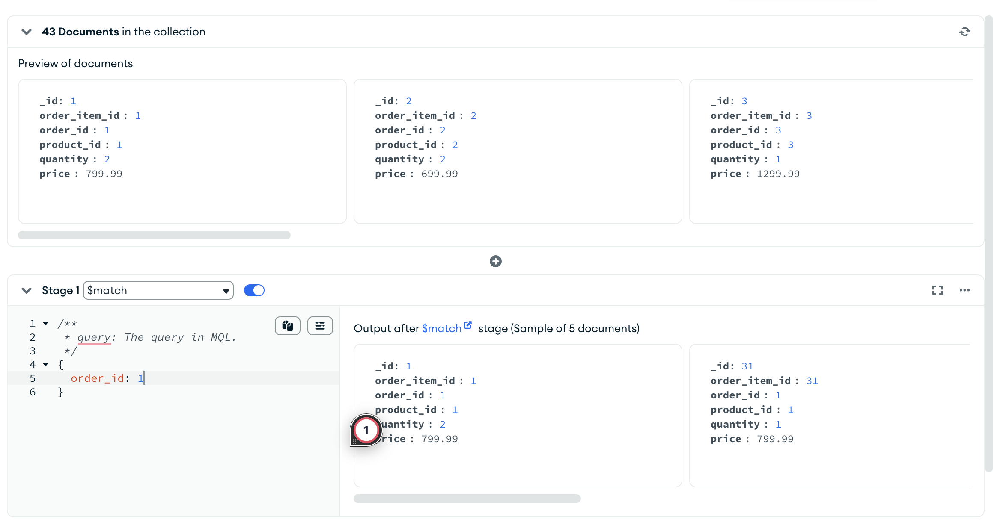 43 Documents in the collection
Preview of documents
_id: 1
order_item_id : 1
order_id : 1
product_id : 1
quantity : 2
price : 799.99
_id: 2
order_item_id : 2
order_id : 2
product_id : 2
quantity : 2
price : 699.99
_id: 3
order_item_id : 3
order_id : 3
product_id : 3
quantity : 1
price : 1299.99
Stage 1 $match
1 /**
2 * query: The query in MQL.
3 */
4 {
5 order_id: 1
6 }
Output after $match stage (Sample of 5 documents)
_id: 1
order_item_id : 1
order_id : 1
product_id : 1
uantity : 2
rice : 799.99
1
_id: 31
order_item_id : 31
order_id : 1
product_id : 1
quantity : 1
price : 799.99